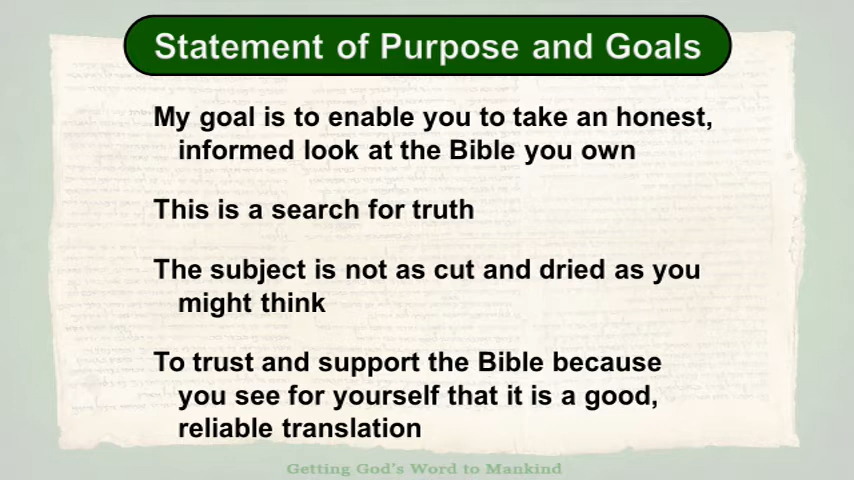 Statement of Purpose and Goals
My goal is to enable you to take an honest,
informed look at the Bible you own
This is a search for truth
The subject is not as cut and dried as you
might think
To trust and support the Bible because
you see for yourself that it is a good,
reliable translation
Getting God's Word to Mankind